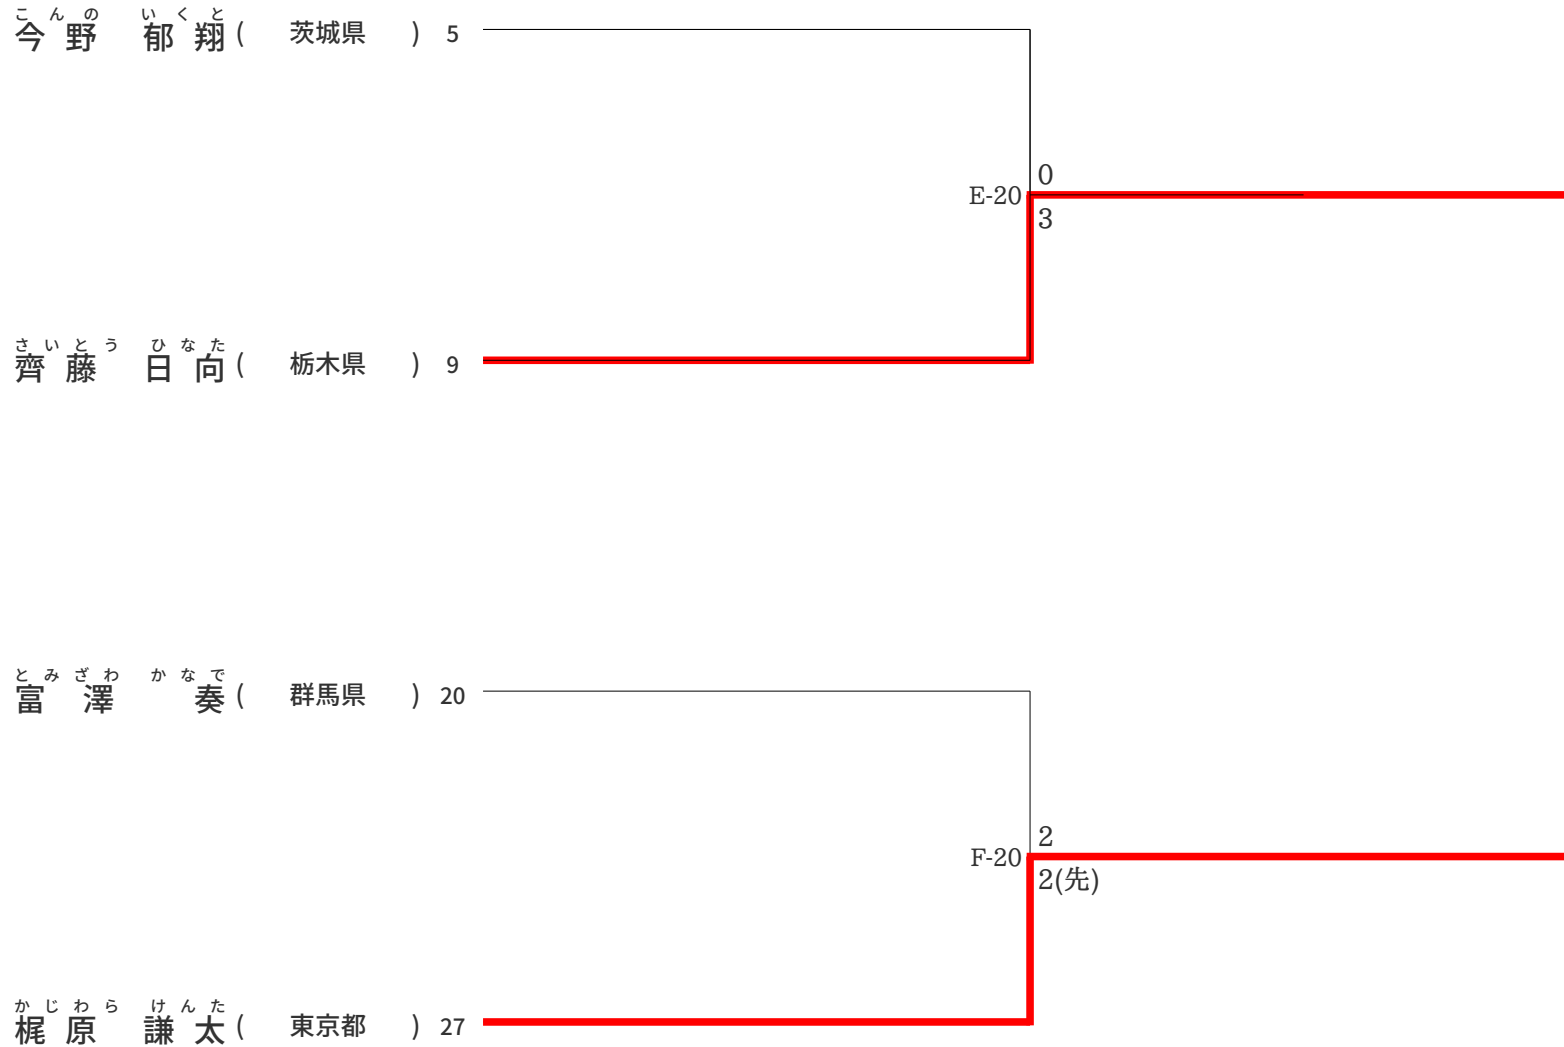 こんの いくと
今野 郁翔 ( 茨城県 ) 5
0
E-20
3
さいとう ひなた
齊藤 日向 ( 栃木県 ) 9
とみざわ かなで
富澤 奏 ( 群馬県 ) 20
2
F-20
2(先)
かじわら けんた
梶原 謙太 ( 東京都 ) 27